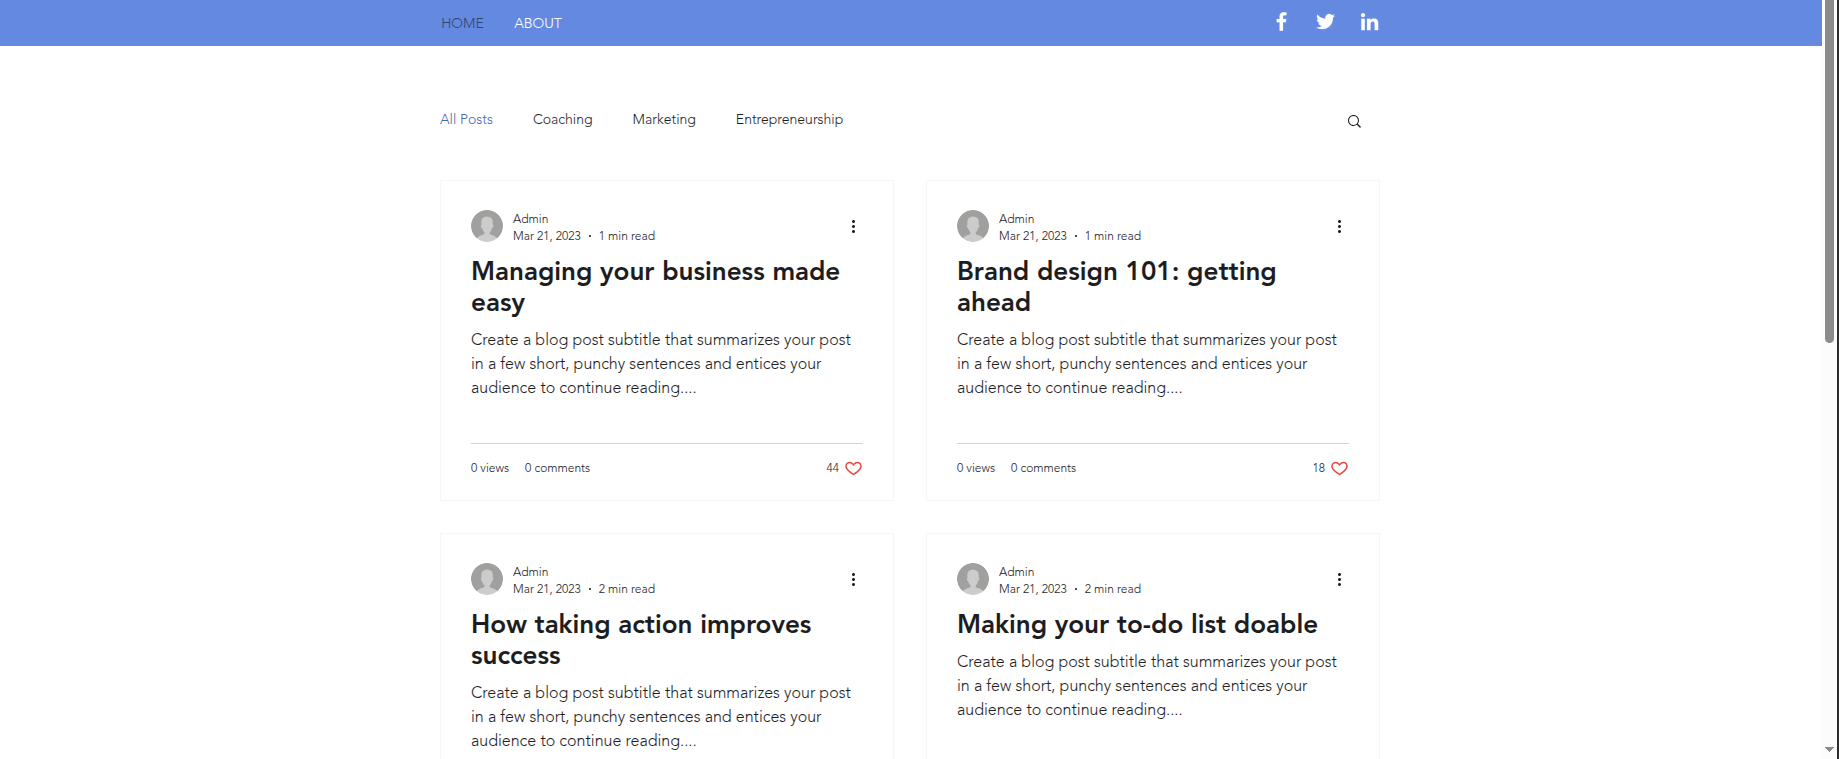 HOME ABOUT
All Posts Coaching Marketing Entrepreneurship
Admin
Mar 21, 2023 · 1 min read
Managing your business made
easy
Create a blog post subtitle that summarizes your post
in a few short, punchy sentences and entices your
audience to continue reading....
0 views 0 comments 44
Admin
Mar 21, 2023 · 1 min read
Brand design 101: getting
ahead
Create a blog post subtitle that summarizes your post
in a few short, punchy sentences and entices your
audience to continue reading....
0 views 0 comments 18
Admin
Mar 21, 2023 · 2 min read
How taking action improves
success
Create a blog post subtitle that summarizes your post
in a few short, punchy sentences and entices your
audience to continue reading....
Admin
Mar 21, 2023 · 2 min read
Making your to-do list doable
Create a blog post subtitle that summarizes your post
in a few short, punchy sentences and entices your
audience to continue reading....